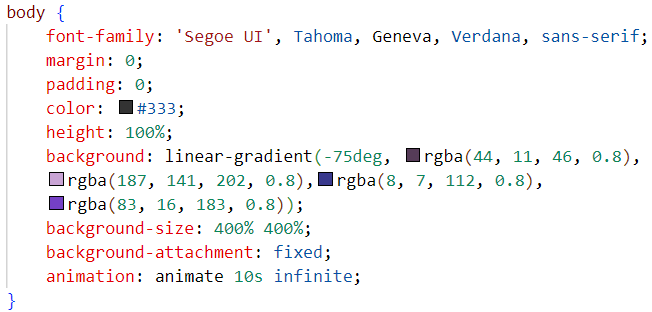 body {
    font-family: 'Segoe UI', Tahoma, Geneva, Verdana, sans-serif;
    margin: 0;
    padding: 0;
    color: #333;
    height: 100%;
    background: linear-gradient(-75deg, rgba(44, 11, 46, 0.8),
    rgba(187, 141, 202, 0.8),rgba(8, 7, 112, 0.8),
    rgba(83, 16, 183, 0.8));
    background-size: 400% 400%;
    background-attachment: fixed;
    animation: animate 10s infinite;
}